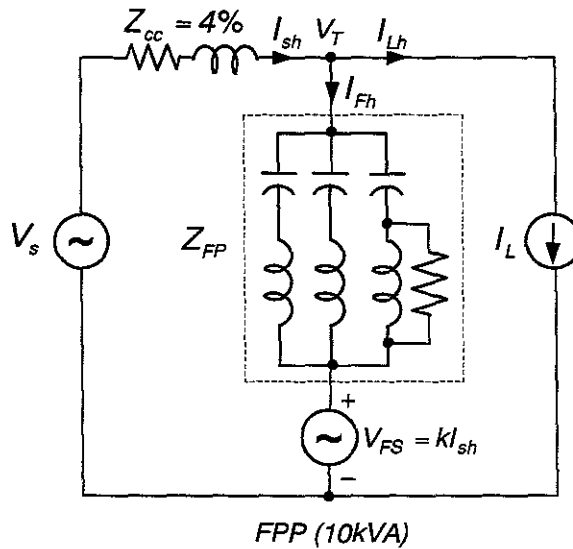 Z_cc = 4%
I_sh
V_T
I_Lh
I_Fh
V_s
~
Z_FP
I_L
+
~
V_FS = kI_sh
−
FPP (10kVA)